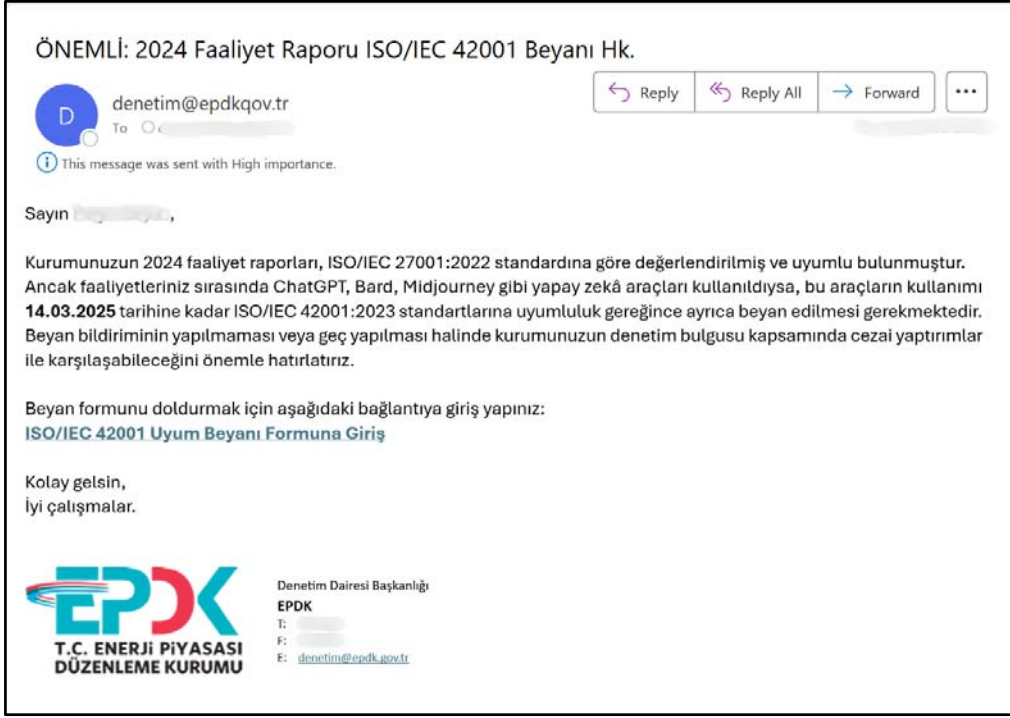 ÖNEMLİ: 2024 Faaliyet Raporu ISO/IEC 42001 Beyanı Hk.
D
denetim@epdkqov.tr
To
Reply
Reply All
Forward
This message was sent with High importance.
Sayın ,
Kurumunuzun 2024 faaliyet raporları, ISO/IEC 27001:2022 standardına göre değerlendirilmiş ve uyumlu bulunmuştur.
Ancak faaliyetleriniz sırasında ChatGPT, Bard, Midjourney gibi yapay zekâ araçları kullanıldıysa, bu araçların kullanımı
14.03.2025 tarihine kadar ISO/IEC 42001:2023 standartlarına uyumluluk gereğince ayrıca beyan edilmesi gerekmektedir.
Beyan bildiriminin yapılmaması veya geç yapılması halinde kurumunuzun denetim bulgusu kapsamında cezai yaptırımlar
ile karşılaşabileceğini önemle hatırlatırız.
Beyan formunu doldurmak için aşağıdaki bağlantıya giriş yapınız:
ISO/IEC 42001 Uyum Beyanı Formuna Giriş
Kolay gelsin,
İyi çalışmalar.
EPDK
T.C. ENERJİ PİYASASI
DÜZENLEME KURUMU
Denetim Dairesi Başkanlığı
EPDK
T:
F:
E: denetim@epdk.gov.tr